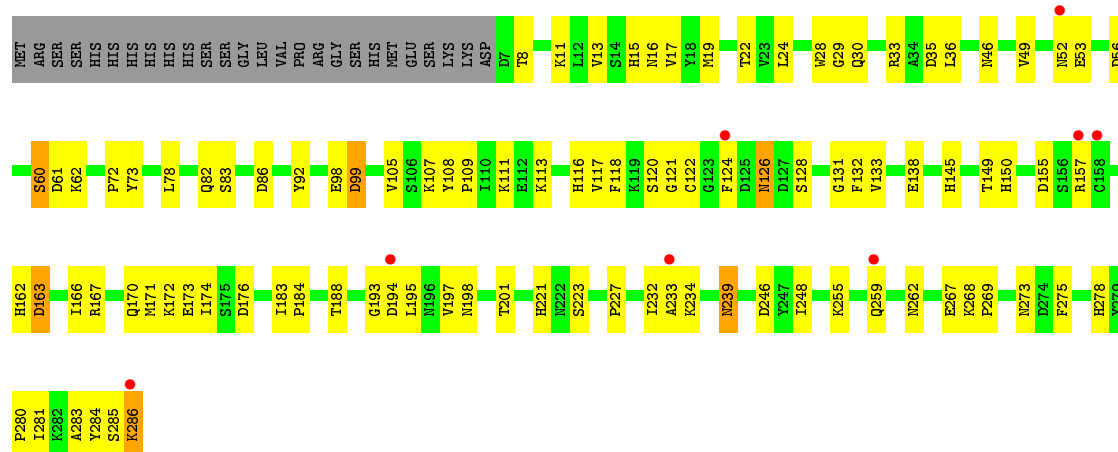 MET ARG SER SER HIS HIS HIS HIS HIS HIS SER SER GLY LEU VAL PRO ARG GLY SER HIS MET GLU SER LYS LYS ASP D7 T8 K11 L12 V13 S14 H15 N16 V17 Y18 M19 T22 V23 L24 W28 G29 Q30 R33 A34 D35 L36 N46 V49 N52 E53 D56
S60 D61 K62 P72 Y73 L78 Q82 S83 D86 Y92 E98 D99 V105 S106 K107 Y108 P109 I110 K111 E112 K113 H116 V117 F118 K119 S120 G121 C122 G123 F124 D125 N126 D127 S128 G131 F132 V133 E138 H145 T149 H150 D155 S156 R157 C158
H162 D163 I166 R167 Q170 M171 K172 E173 I174 S175 D176 I183 P184 T188 G193 D194 L195 N196 V197 N198 T201 H221 N222 S223 P227 I232 A233 K234 N239 D246 Y247 I248 K255 Q259 N262 E267 K268 P269 N273 D274 F275 H278 Y279
P280 I281 K282 A283 Y284 S285 K286